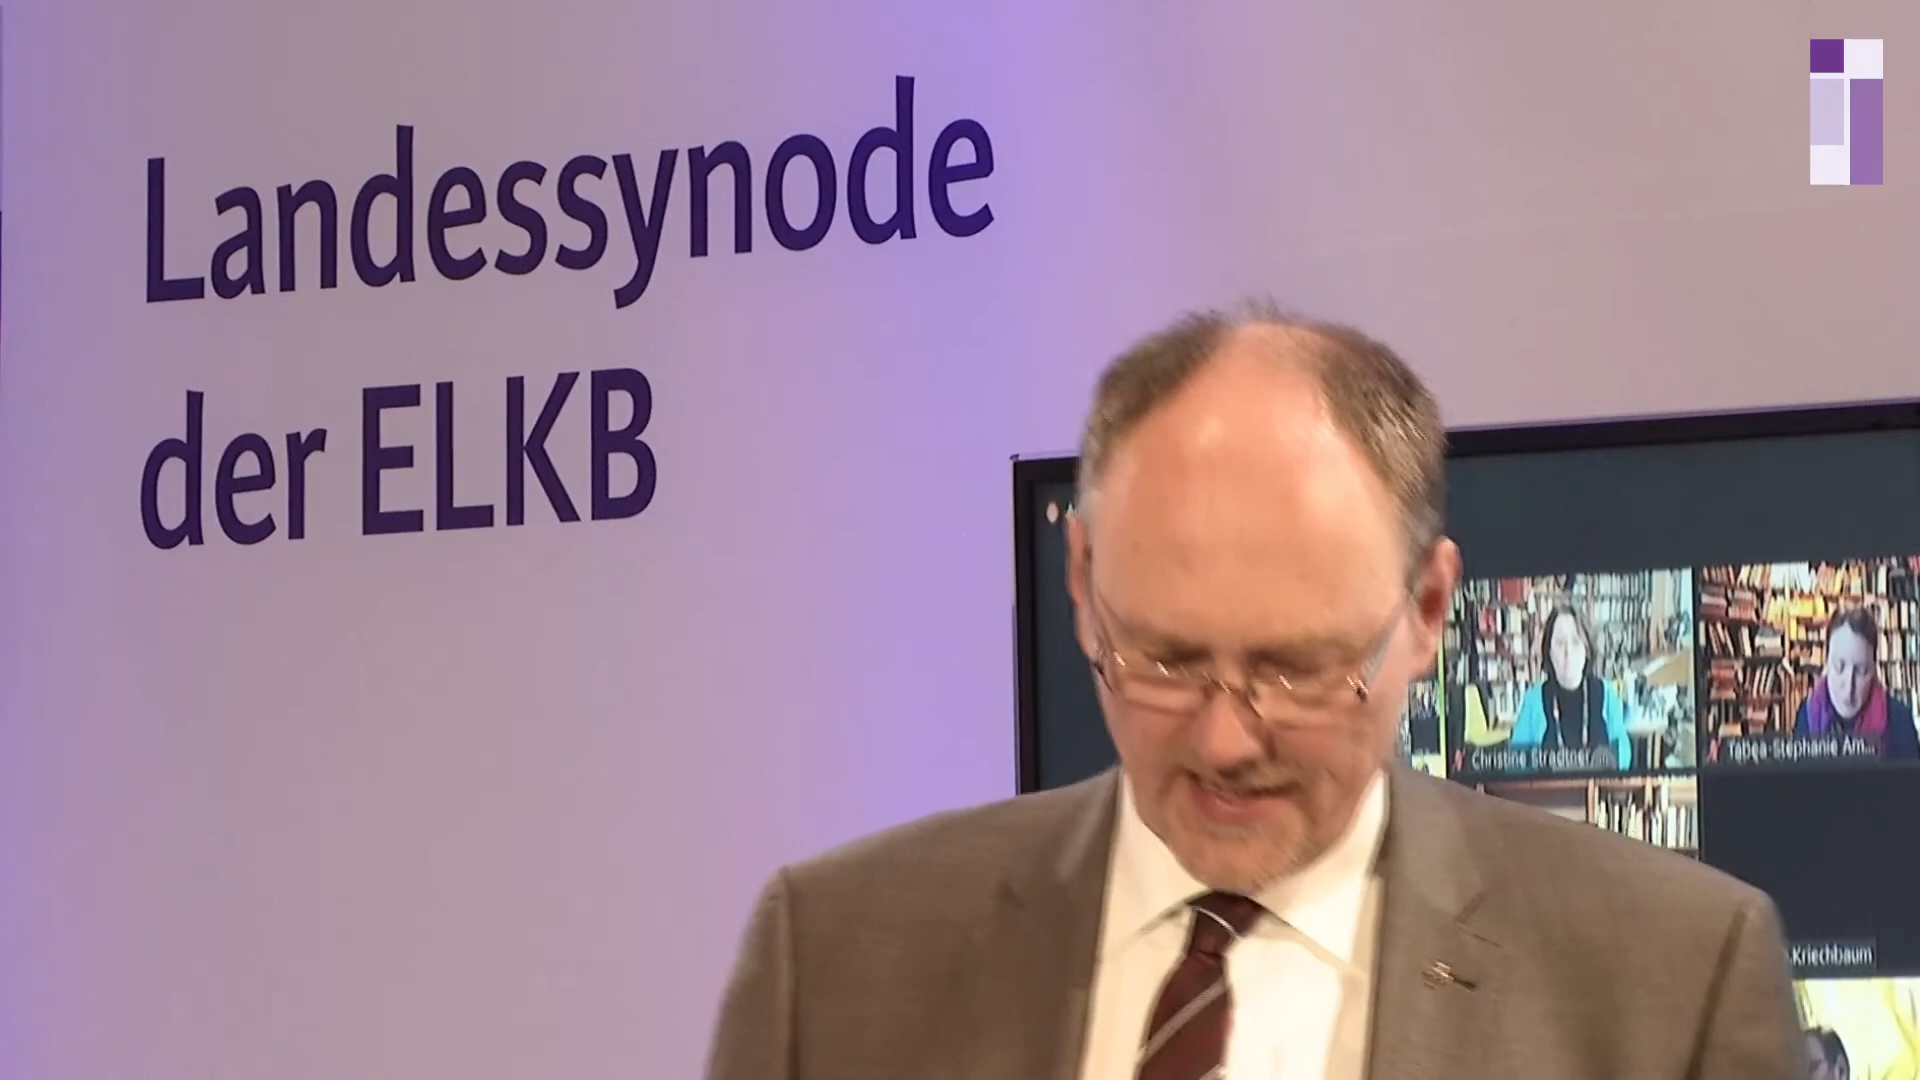 Landessynode
der ELKB
Christine Stradtner
Tabea-Stephanie Am...
.Kriechbaum